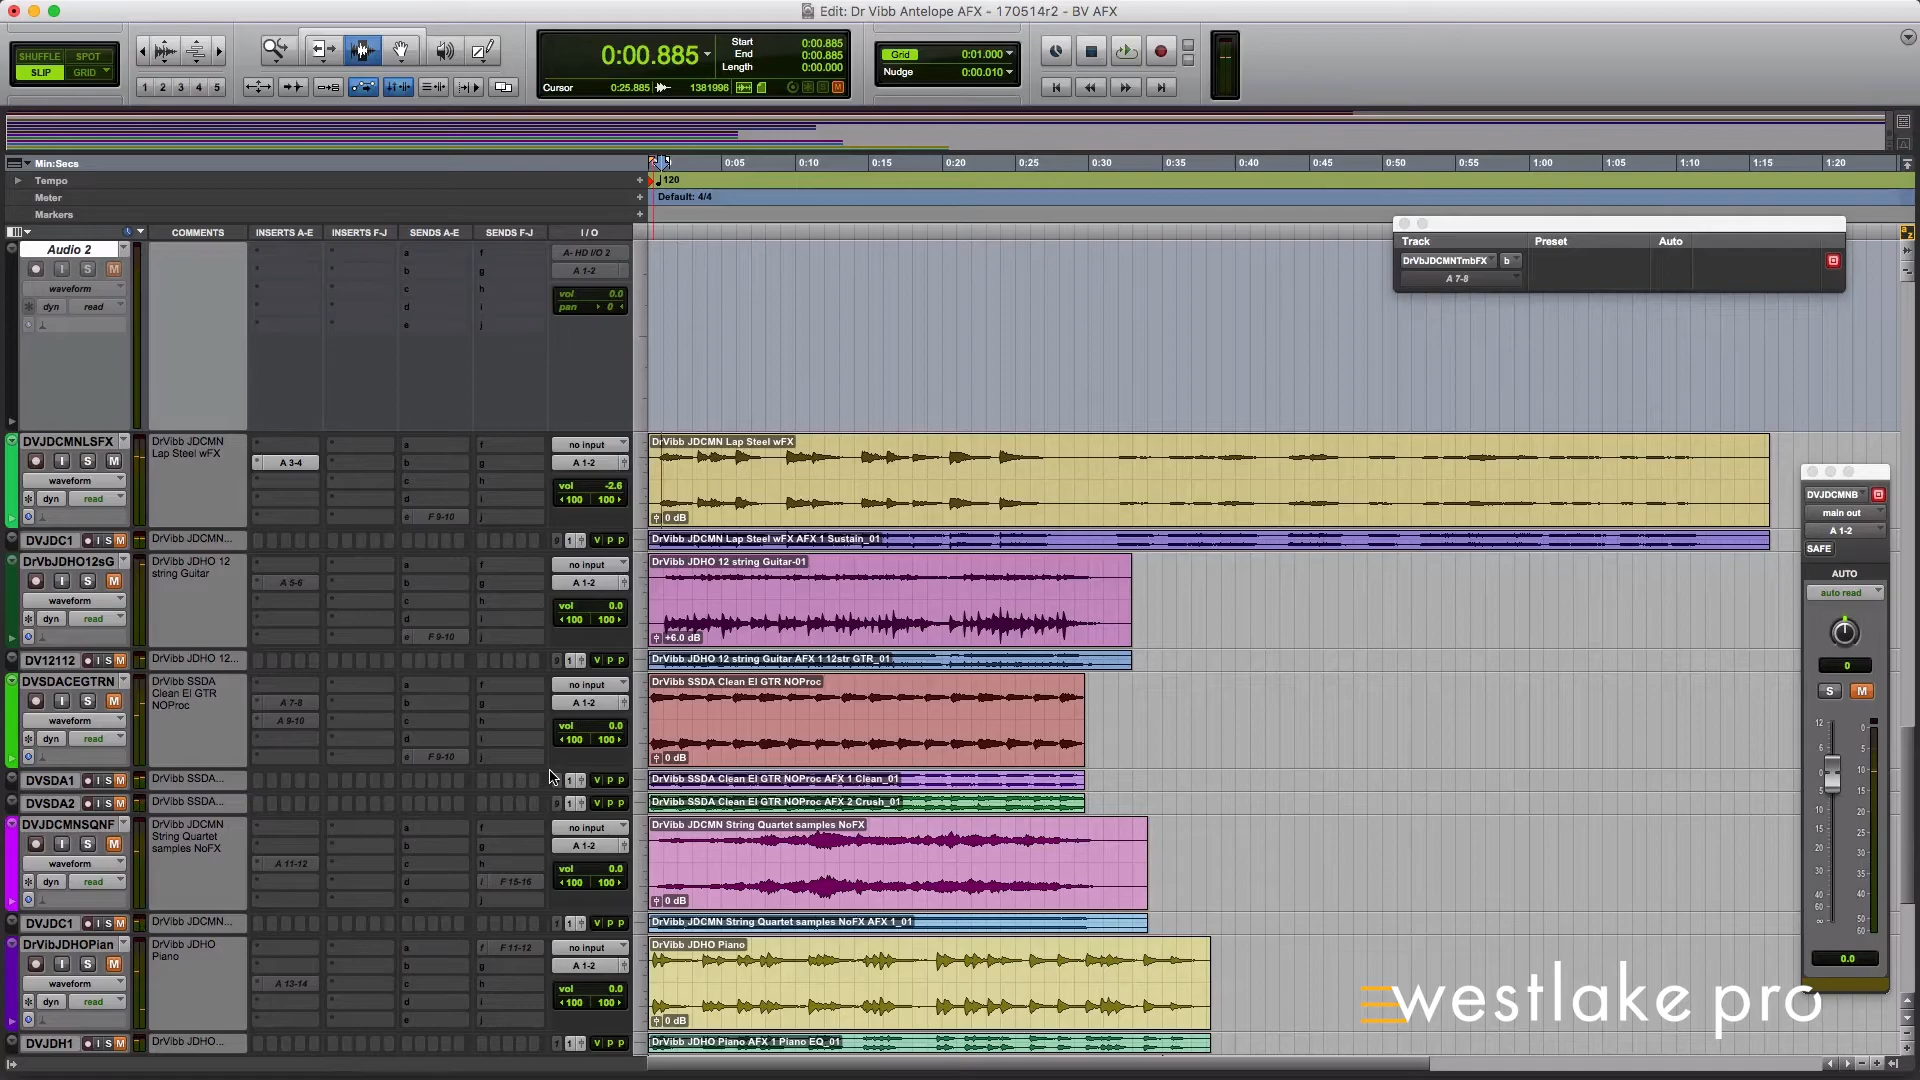 Edit: Dr Vibb Antelope AFX - 170514r2 - BV AFX
SHUFFLE SPOT
SLIP GRID
1 2 3 4 5
0:00.885
Start 0:00.885
End 0:00.885
Length 0:00.000
Cursor 0:25.885 1381996
Grid 0:01.000
Nudge 0:00.010
Min:Secs 0:05 0:10 0:15 0:20 0:25 0:30 0:35 0:40 0:45 0:50 0:55 1:00 1:05 1:10 1:15 1:20
Tempo 120
Meter Default: 4/4
Markers
COMMENTS INSERTS A-E INSERTS F-J SENDS A-E SENDS F-J I / O
Track Preset Auto
DrVbJDCMNTmbFX b
A 7-8
Audio 2
I S M
waveform
dyn read
a f A- HD I/O 2
b g A 1-2
c h
d i
e j
vol 0.0
pan 0
DVJDCMNLSFX
I S M
waveform
dyn read
DrVibb JDCMN
Lap Steel wFX
A 3-4
F 9-10
no input
A 1-2
vol -2.6
100 100
DrVibb JDCMN Lap Steel wFX
0 dB
DVJDC1 I S M DrVibb JDCMN... V P P
DrVibb JDCMN Lap Steel wFX AFX 1 Sustain_01
DrVbJDHO12sG
I S M
waveform
dyn read
DrVibb JDHO 12
string Guitar
A 5-6
F 9-10
no input
A 1-2
vol 0.0
100 100
DrVibb JDHO 12 string Guitar-01
+6.0 dB
DV12112 I S M DrVibb JDHO 12... V P P
DrVibb JDHO 12 string Guitar AFX 1 12str GTR_01
DVSDACEGTRN
I S M
waveform
dyn read
DrVibb SSDA
Clean El GTR
NOProc
A 7-8
A 9-10
F 9-10
no input
A 1-2
vol 0.0
100 100
DrVibb SSDA Clean El GTR NOProc
0 dB
DVSDA1 I S M DrVibb SSDA... V P P
DrVibb SSDA Clean El GTR NOProc AFX 1 Clean_01
DVSDA2 I S M DrVibb SSDA... V P P
DrVibb SSDA Clean El GTR NOProc AFX 2 Crush_01
DVJDCMNSQNF
I S M
waveform
dyn read
DrVibb JDCMN
String Quartet
samples NoFX
A 11-12
F 15-16
no input
A 1-2
vol 0.0
100 100
DrVibb JDCMN String Quartet samples NoFX
0 dB
DVJDC1 I S M DrVibb JDCMN... V P P
DrVibb JDCMN String Quartet samples NoFX AFX 1_01
DrVibJDHOPian
I S M
waveform
dyn read
DrVibb JDHO
Piano
A 13-14
F 11-12
no input
A 1-2
vol 0.0
100 100
DrVibb JDHO Piano
0 dB
DVJDH1 I S M DrVibb JDHO... V P P
DrVibb JDHO Piano AFX 1 Piano EQ_01
DVJDCMNB
main out
A 1-2
SAFE
AUTO
auto read
0
S M
0.0
westlake pro